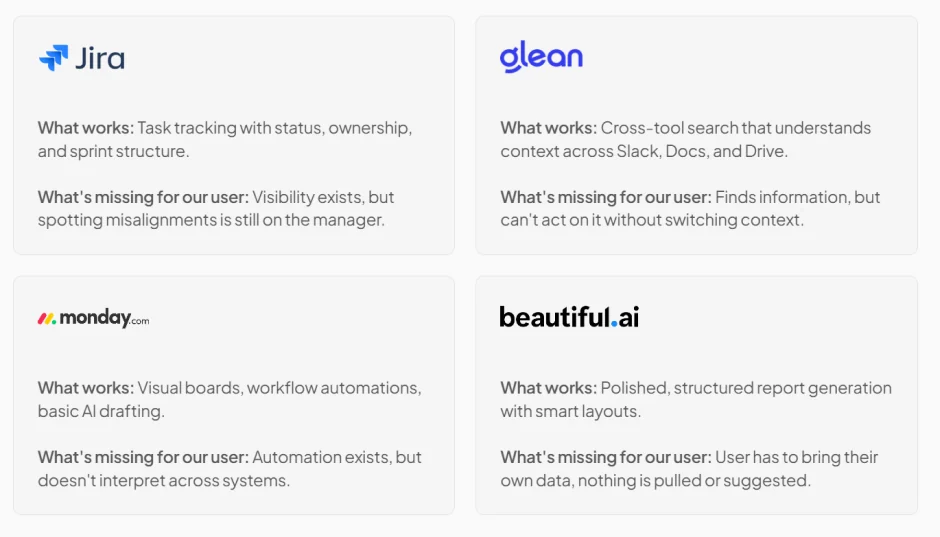 Jira
What works: Task tracking with status, ownership,
and sprint structure.
What's missing for our user: Visibility exists, but
spotting misalignments is still on the manager.
glean
What works: Cross-tool search that understands
context across Slack, Docs, and Drive.
What's missing for our user: Finds information, but
can't act on it without switching context.
monday.com
What works: Visual boards, workflow automations,
basic AI drafting.
What's missing for our user: Automation exists, but
doesn't interpret across systems.
beautiful.ai
What works: Polished, structured report generation
with smart layouts.
What's missing for our user: User has to bring their
own data, nothing is pulled or suggested.